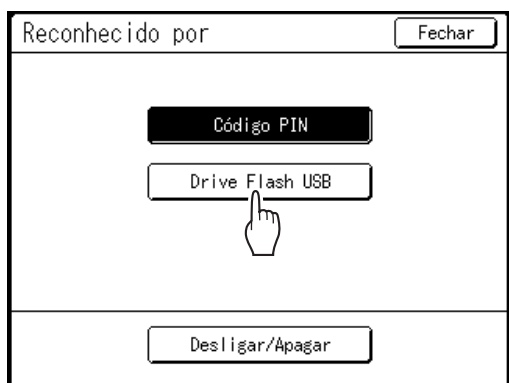 Reconhecido por
Fechar
Código PIN
Drive Flash USB
Desligar/Apagar